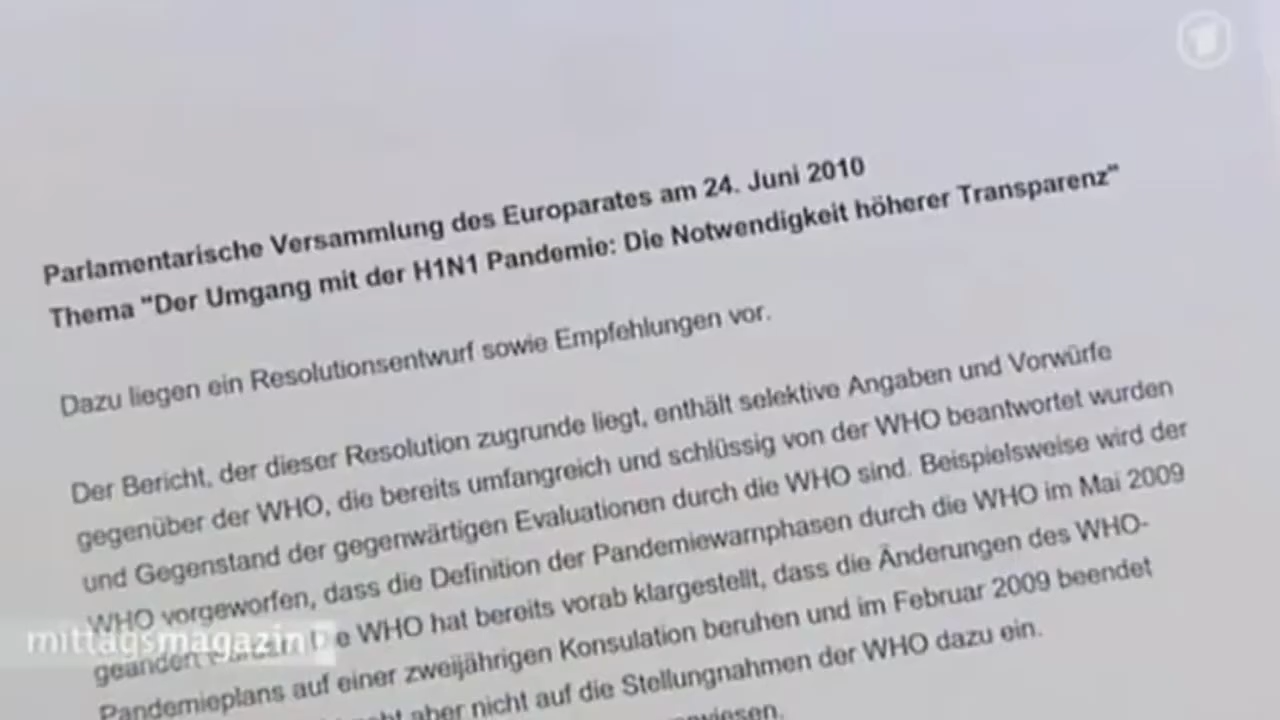 Parlamentarische Versammlung des Europarates am 24. Juni 2010
Thema "Der Umgang mit der H1N1 Pandemie: Die Notwendigkeit höherer Transparenz"
Dazu liegen ein Resolutionsentwurf sowie Empfehlungen vor.
Der Bericht, der dieser Resolution zugrunde liegt, enthält selektive Angaben und Vorwürfe
gegenüber der WHO, die bereits umfangreich und schlüssig von der WHO beantwortet wurden
und Gegenstand der gegenwärtigen Evaluationen durch die WHO sind. Beispielsweise wird der
WHO vorgeworfen, dass die Definition der Pandemiewarnphasen durch die WHO im Mai 2009
geändert WHO hat bereits vorab klargestellt, dass die Änderungen des WHO-
Pandemieplans auf einer zweijährigen Konsulation beruhen und im Februar 2009 beendet
aber nicht auf die Stellungnahmen der WHO dazu ein.
mittagsmagazin